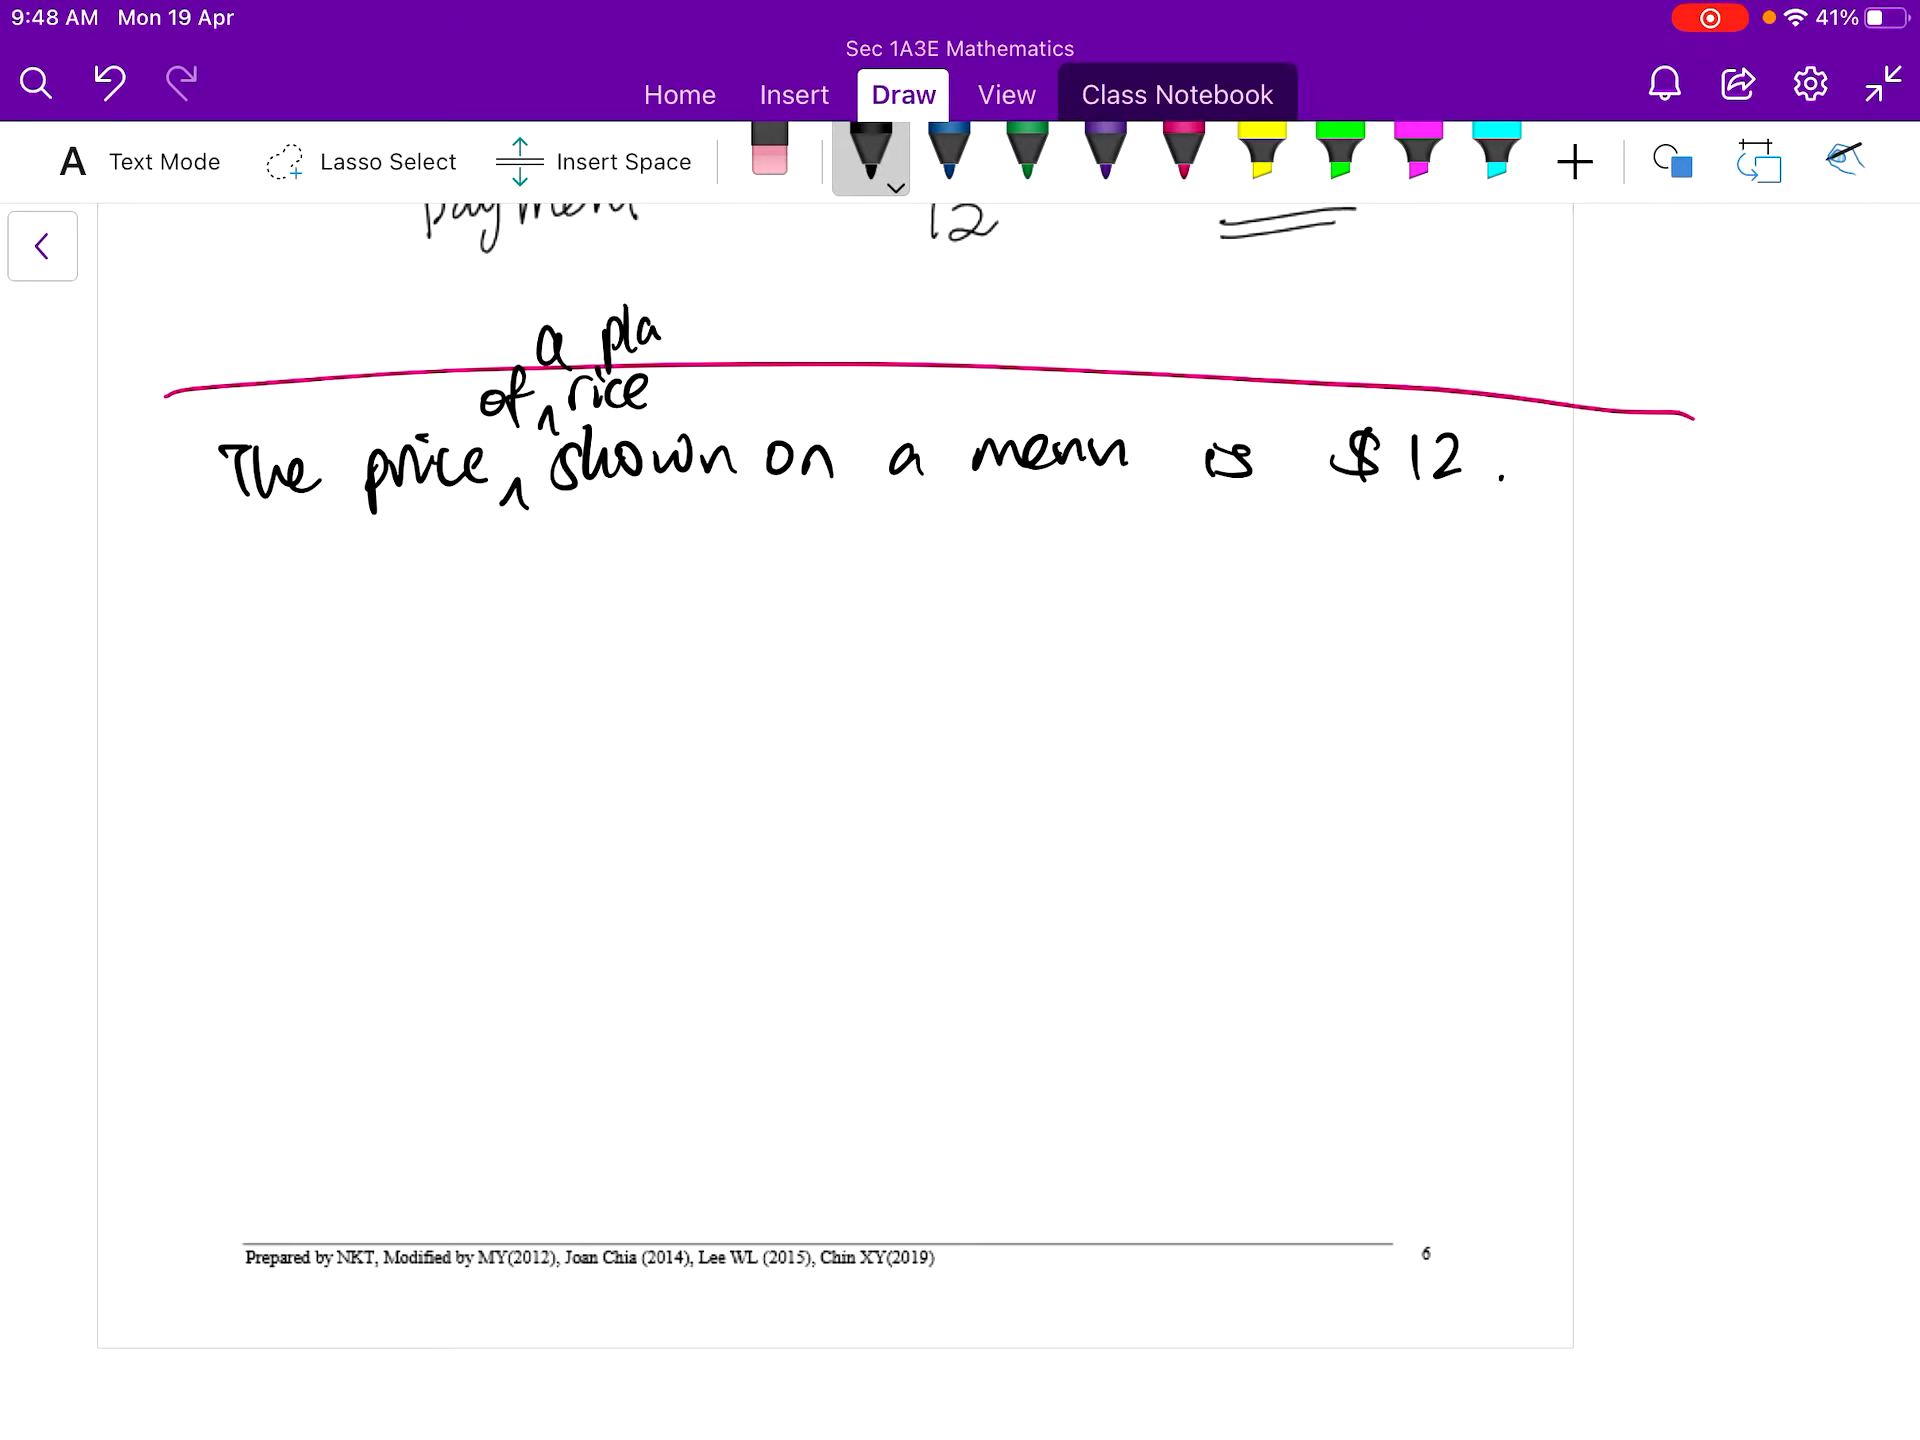 9:48 AM Mon 19 Apr
41%
Sec 1A3E Mathematics
Home Insert Draw View Class Notebook
A Text Mode Lasso Select Insert Space
payment 12
a pla
of rice
The price shown on a menu is $12.
Prepared by NKT, Modified by MY(2012), Joan Chia (2014), Lee WL (2015), Chin XY(2019) 6